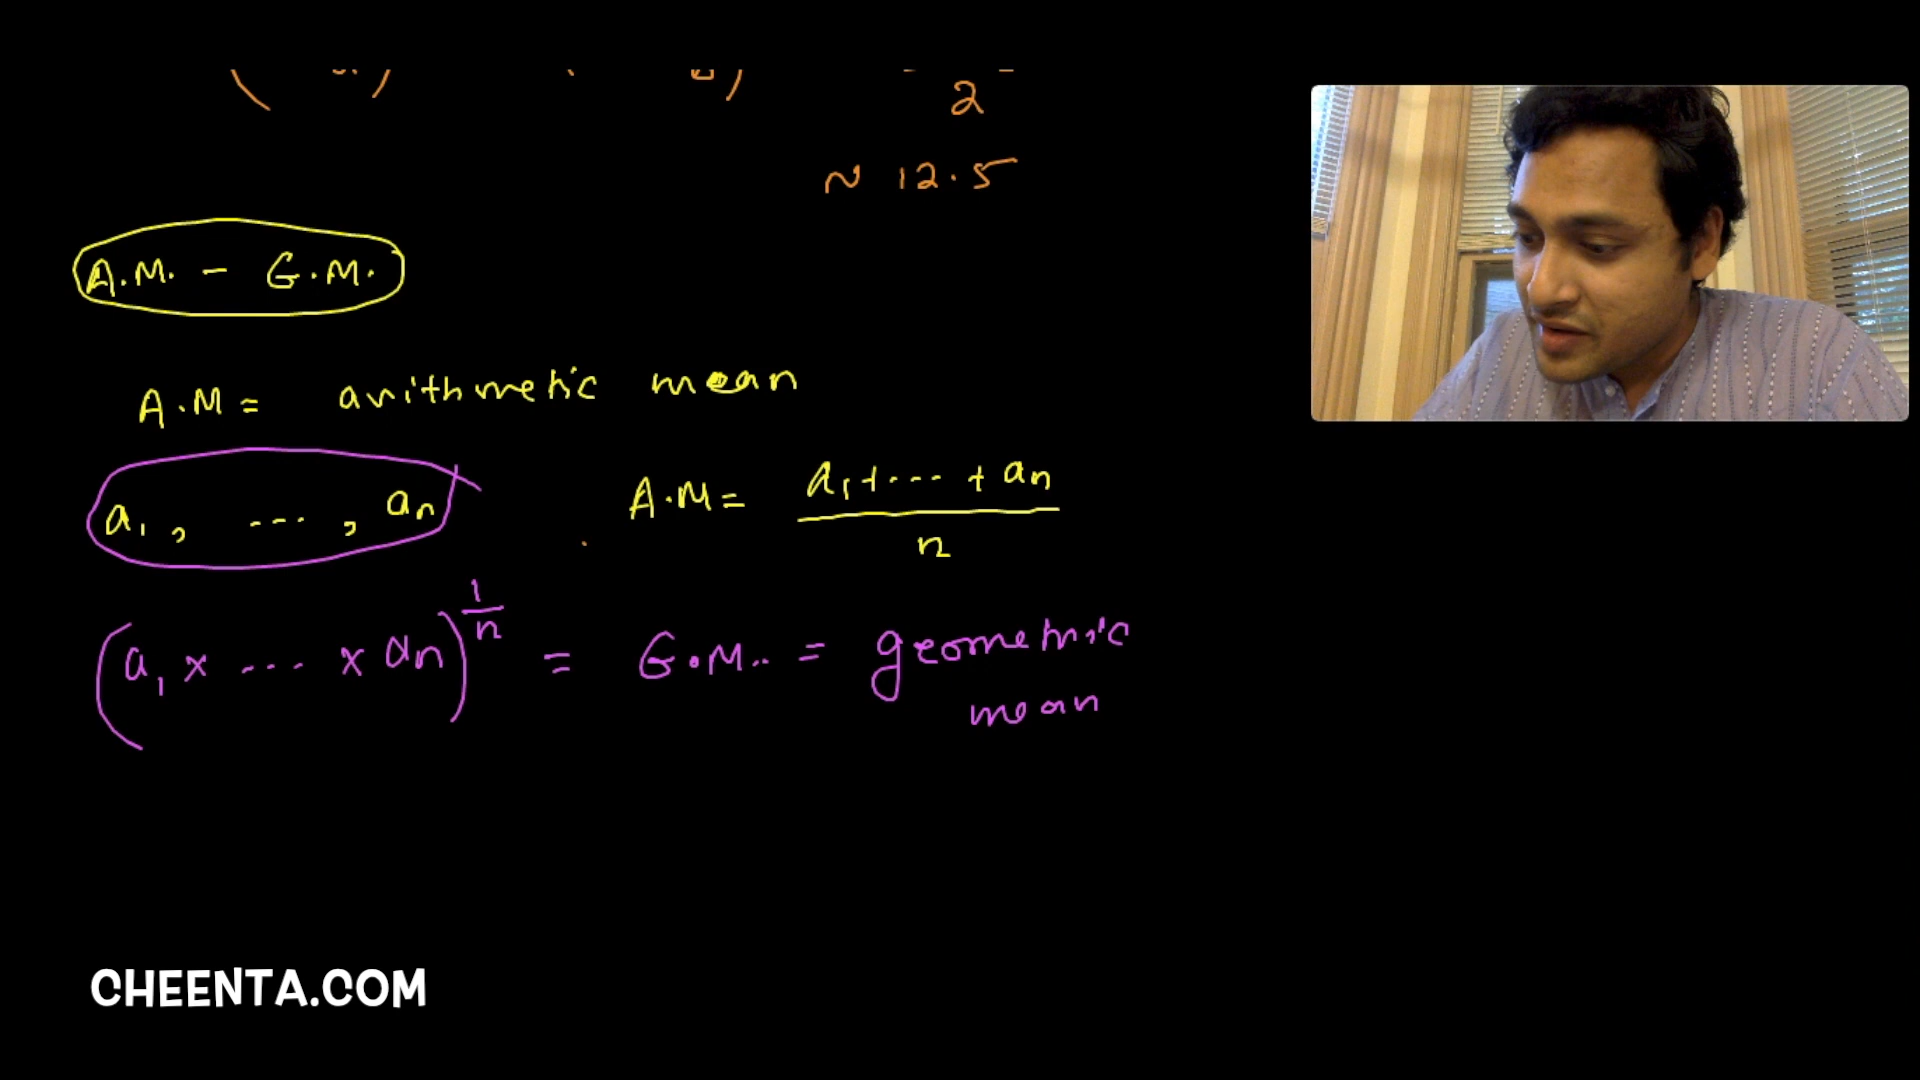 2
~ 12.5
A.M. - G.M.
A.M = arithmetic mean
a₁, ..., aₙ A.M = (a₁ + ... + aₙ) / n
(a₁ x ... x aₙ)^(1/n) = G.M.. = geometric
mean
CHEENTA.COM